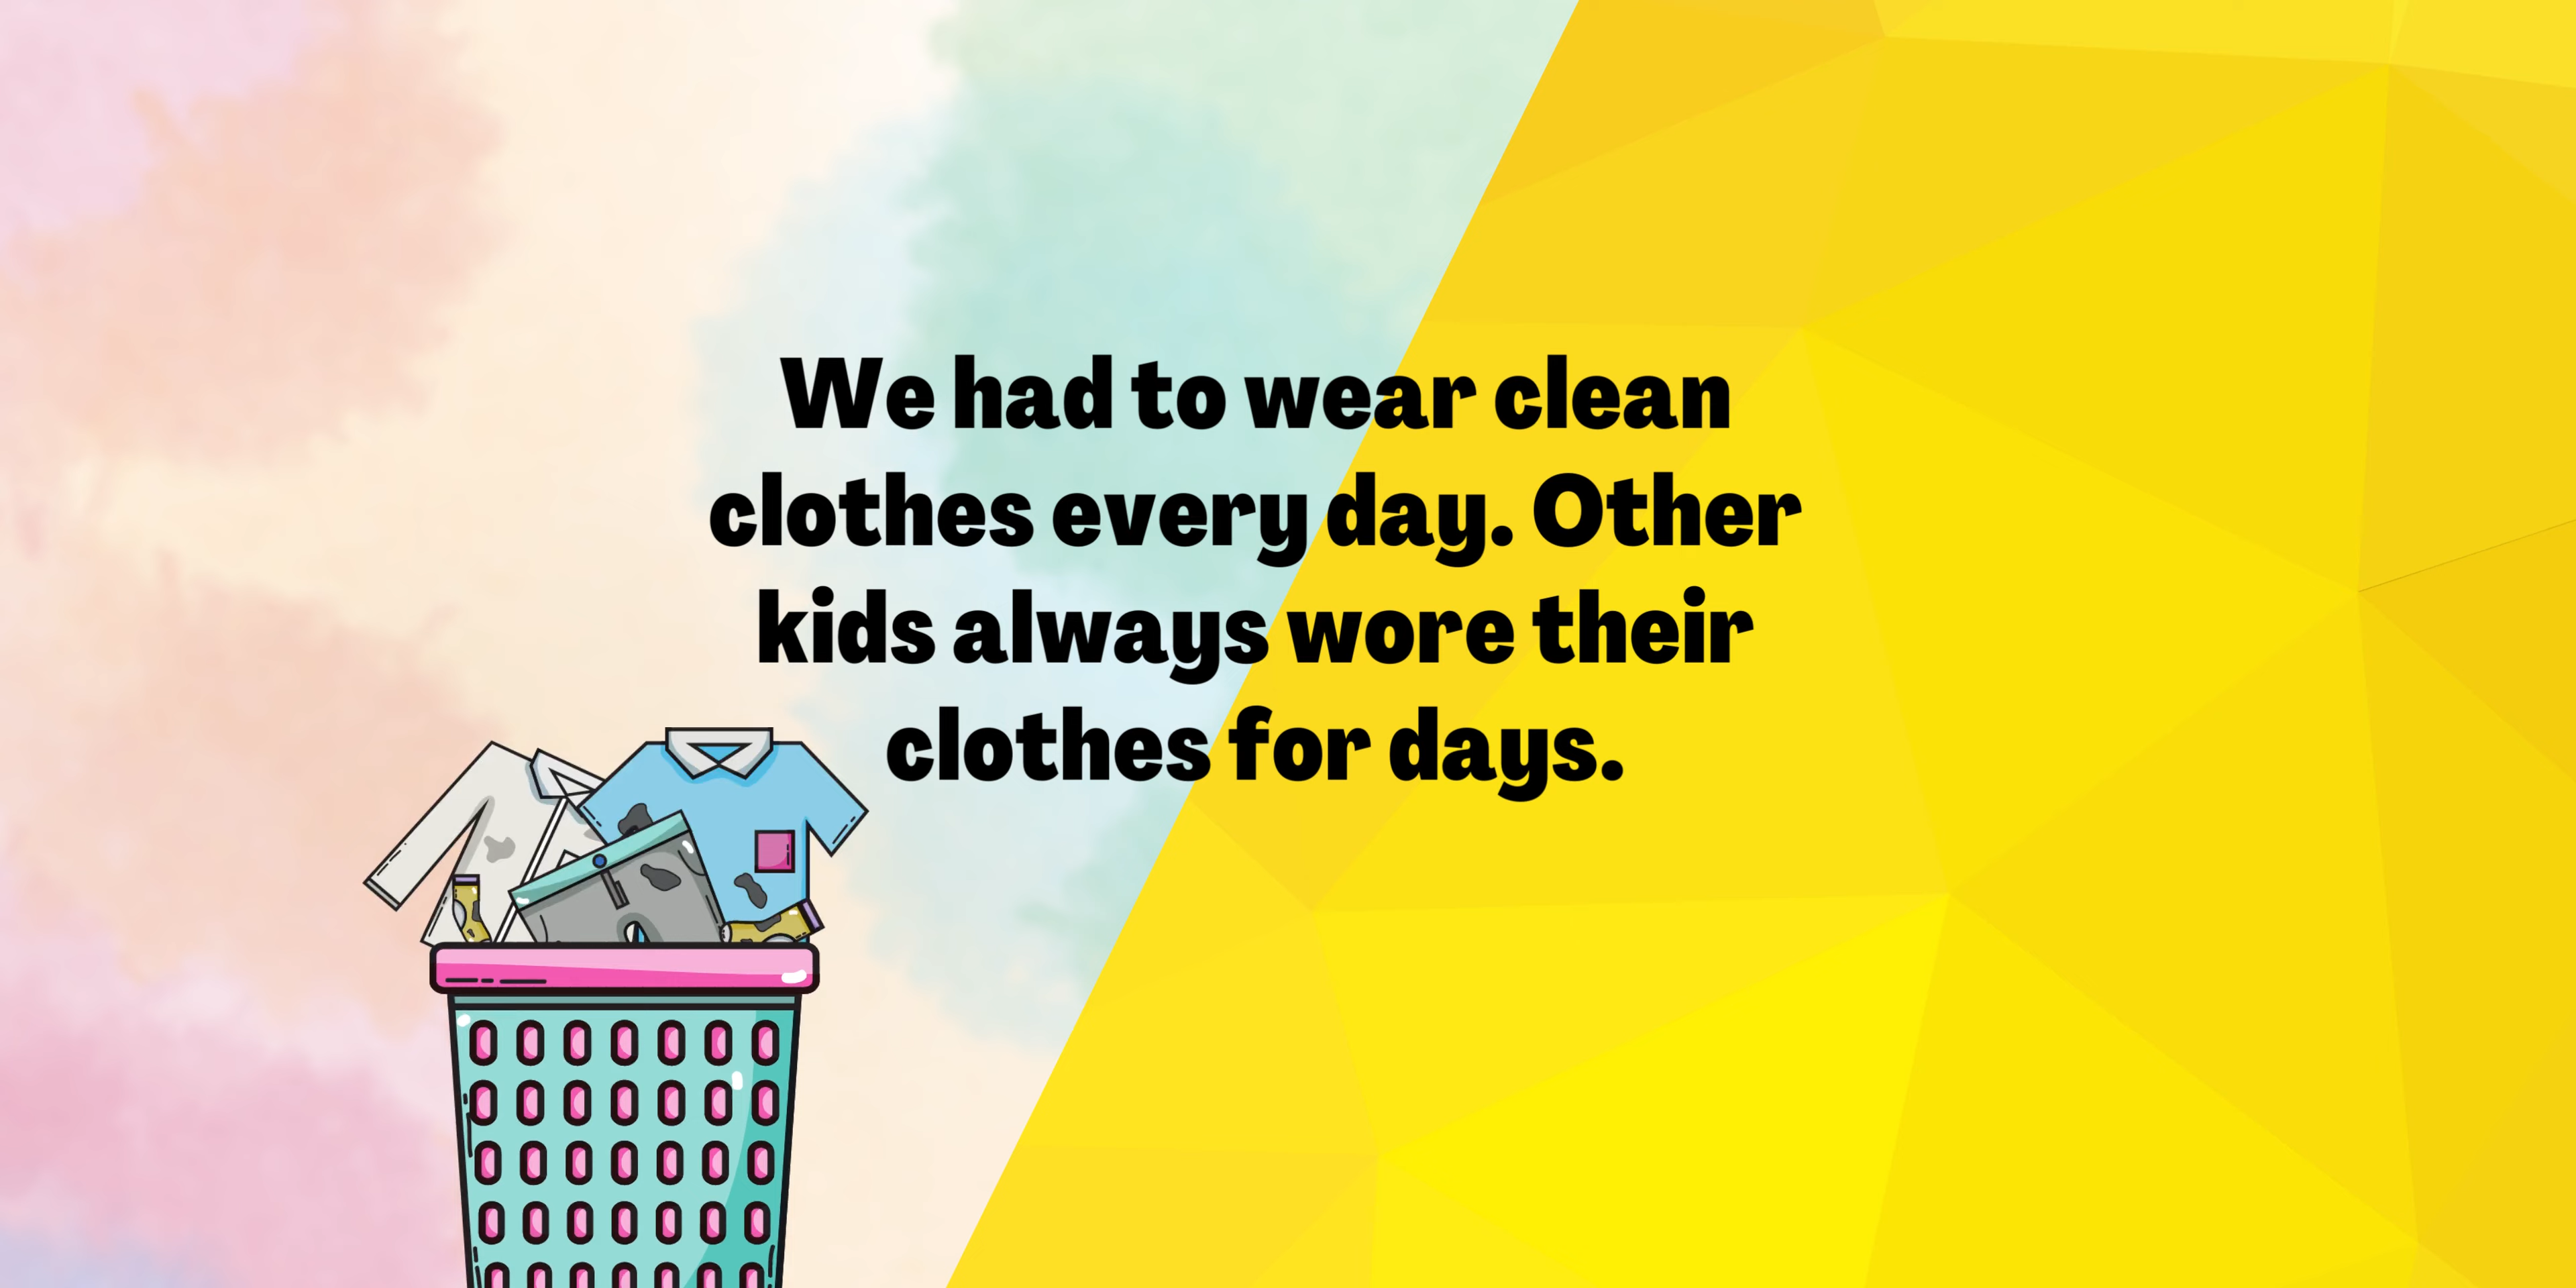 We had to wear clean
clothes every day. Other
kids always wore their
clothes for days.